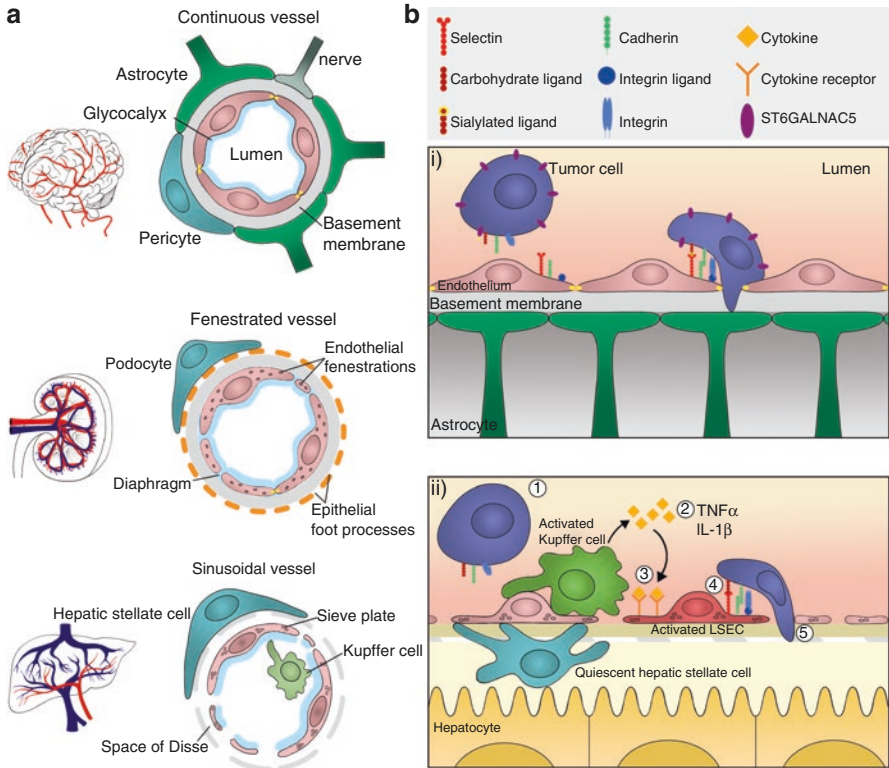 a
Continuous vessel
Astrocyte
nerve
Glycocalyx
Lumen
Basement
membrane
Pericyte
Fenestrated vessel
Podocyte
Endothelial
fenestrations
Diaphragm
Epithelial
foot processes
Sinusoidal vessel
Hepatic stellate cell
Sieve plate
Kupffer cell
Space of Disse
b
Selectin
Cadherin
Cytokine
Carbohydrate ligand
Integrin ligand
Cytokine receptor
Sialylated ligand
Integrin
ST6GALNAC5
i)
Tumor cell
Lumen
Endothelium
Basement membrane
Astrocyte
ii)
1
Activated
Kupffer cell
2 TNFα
IL-1β
3
4
Activated LSEC
5
Quiescent hepatic stellate cell
Hepatocyte